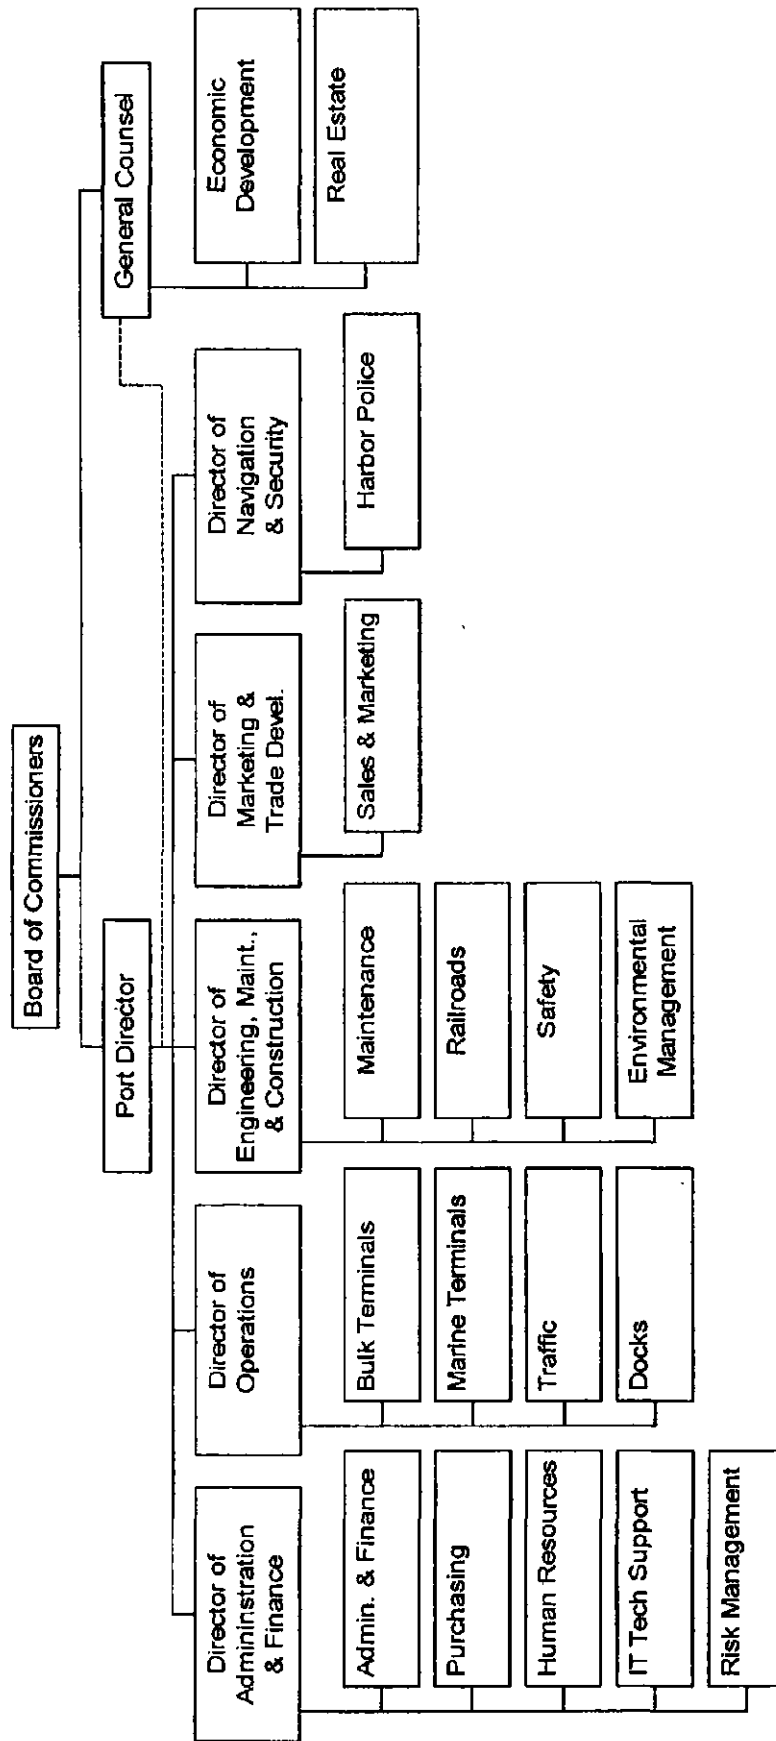 Board of Commissioners
Port Director
General Counsel
Director of
Admininstration
& Finance
Director of
Operations
Director of
Engineering, Maint.,
& Construction
Director of
Marketing &
Trade Devel.
Director of
Navigation
& Security
Economic
Development
Real Estate
Admin. & Finance
Purchasing
Human Resources
IT Tech Support
Risk Management
Bulk Terminals
Marine Terminals
Traffic
Docks
Maintenance
Railroads
Safety
Environmental
Management
Sales & Marketing
Harbor Police